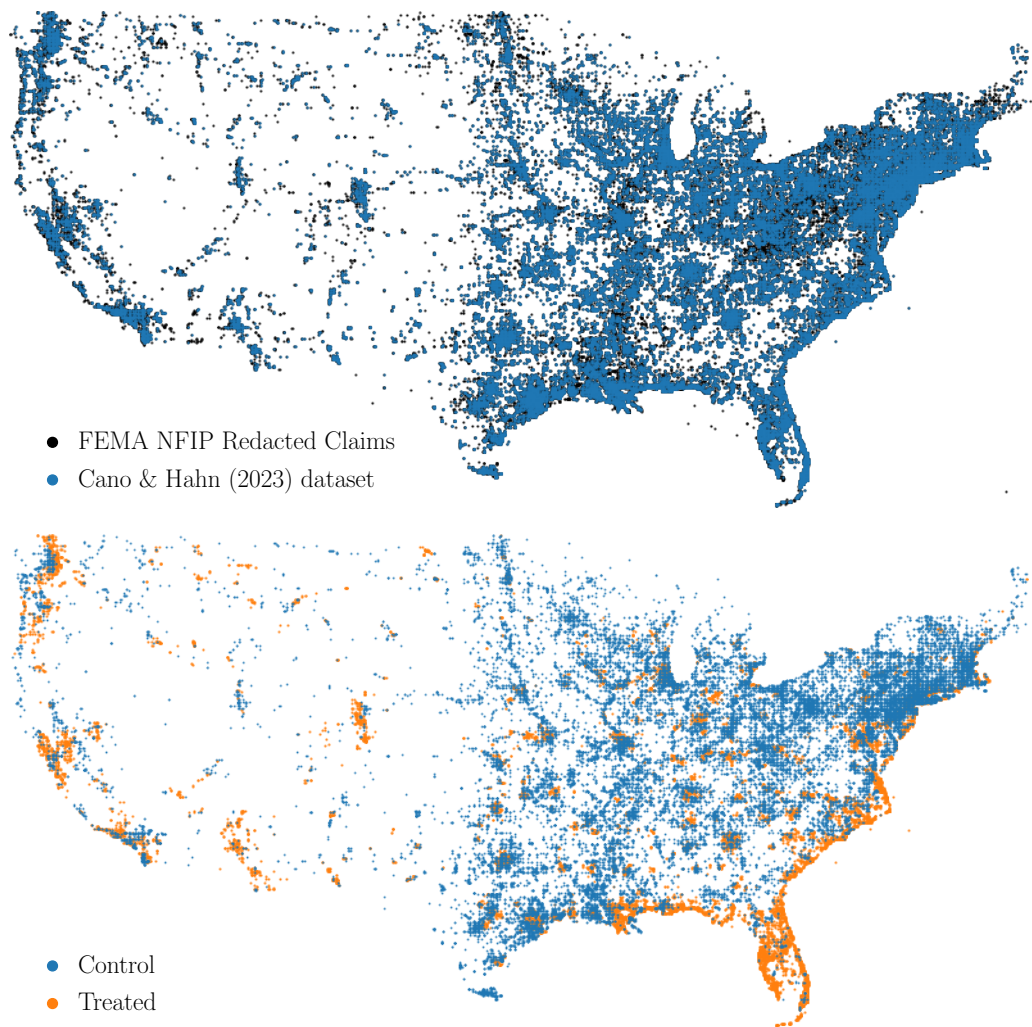 FEMA NFIP Redacted Claims
Cano & Hahn (2023) dataset
Control
Treated